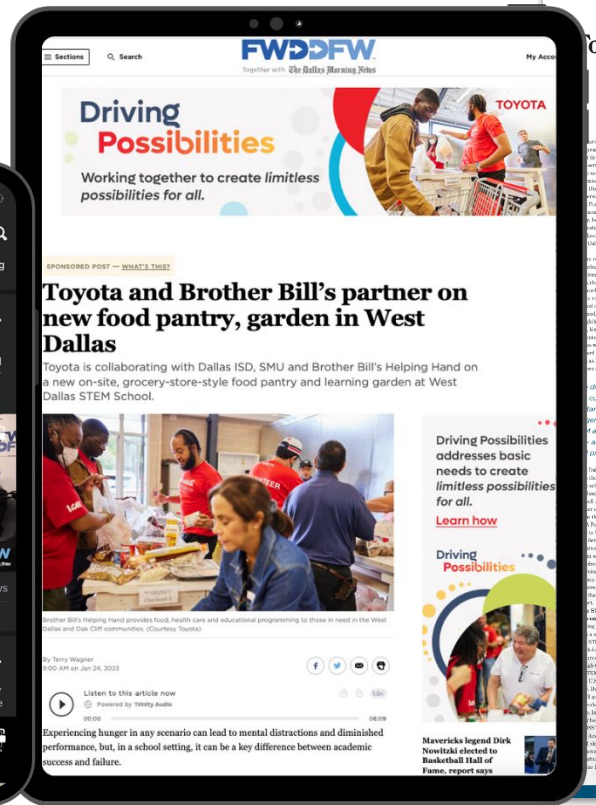 Sections
Search
FWDDFW
Together with The Dallas Morning News
My Acco
Driving
Possibilities
Working together to create limitless
possibilities for all.
TOYOTA
SPONSORED POST — WHAT'S THIS?
Toyota and Brother Bill's partner on
new food pantry, garden in West
Dallas
Toyota is collaborating with Dallas ISD, SMU and Brother Bill's Helping Hand on
a new on-site, grocery-store-style food pantry and learning garden at West
Dallas STEM School.
Brother Bill's Helping Hand provides food, health care and educational programming to those in need in the West
Dallas and Oak Cliff communities. (Courtesy Toyota)
By Terry Wagner
9:00 AM on Jan 24, 2023
Listen to this article now
Powered by Trinity Audio
1.0x
00:00
06:09
Experiencing hunger in any scenario can lead to mental distractions and diminished
performance, but, in a school setting, it can be a key difference between academic
success and failure.
Driving Possibilities
addresses basic
needs to create
limitless possibilities
for all.
Learn how
Driving
Possibilities
Mavericks legend Dirk
Nowitzki elected to
Basketball Hall of
Fame, report says